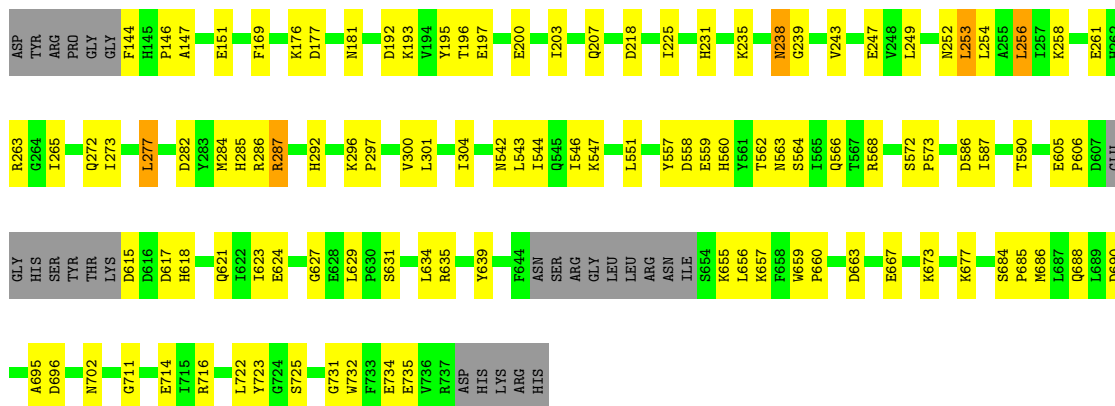 ASP TYR ARG PRO GLY GLY F144 H145 P146 A147 E151 F169 K176 D177 N181 D192 K193 V194 Y195 T196 E197 E200 I203 Q207 D218 I225 H231 K235 N238 G239 V243 E247 V248 L249 N252 L253 L254 A255 L256 I257 K258 E261 H262
R263 G264 I265 Q272 I273 L277 D282 Y283 M284 H285 R286 R287 H292 K296 P297 V300 L301 I304 N542 L543 I544 Q545 I546 K547 L551 Y557 D558 E559 H560 Y561 T562 N563 S564 I565 Q566 T567 R568 S572 P573 D586 I587 T590 E605 P606 D607 GLU
GLY HIS SER TYR THR LYS D615 D616 D617 H618 Q621 I622 I623 E624 G627 E628 L629 P630 S631 L634 R635 Y639 F644 ASN SER ARG GLY LEU LEU ARG ASN ILE S654 K655 L656 K657 F658 W659 P660 D663 E667 K673 K677 S684 P685 M686 L687 Q688 L689
A695 D696 N702 G711 E714 I715 R716 L722 Y723 G724 S725 G731 W732 F733 E734 E735 V736 R737 ASP HIS LYS ARG HIS